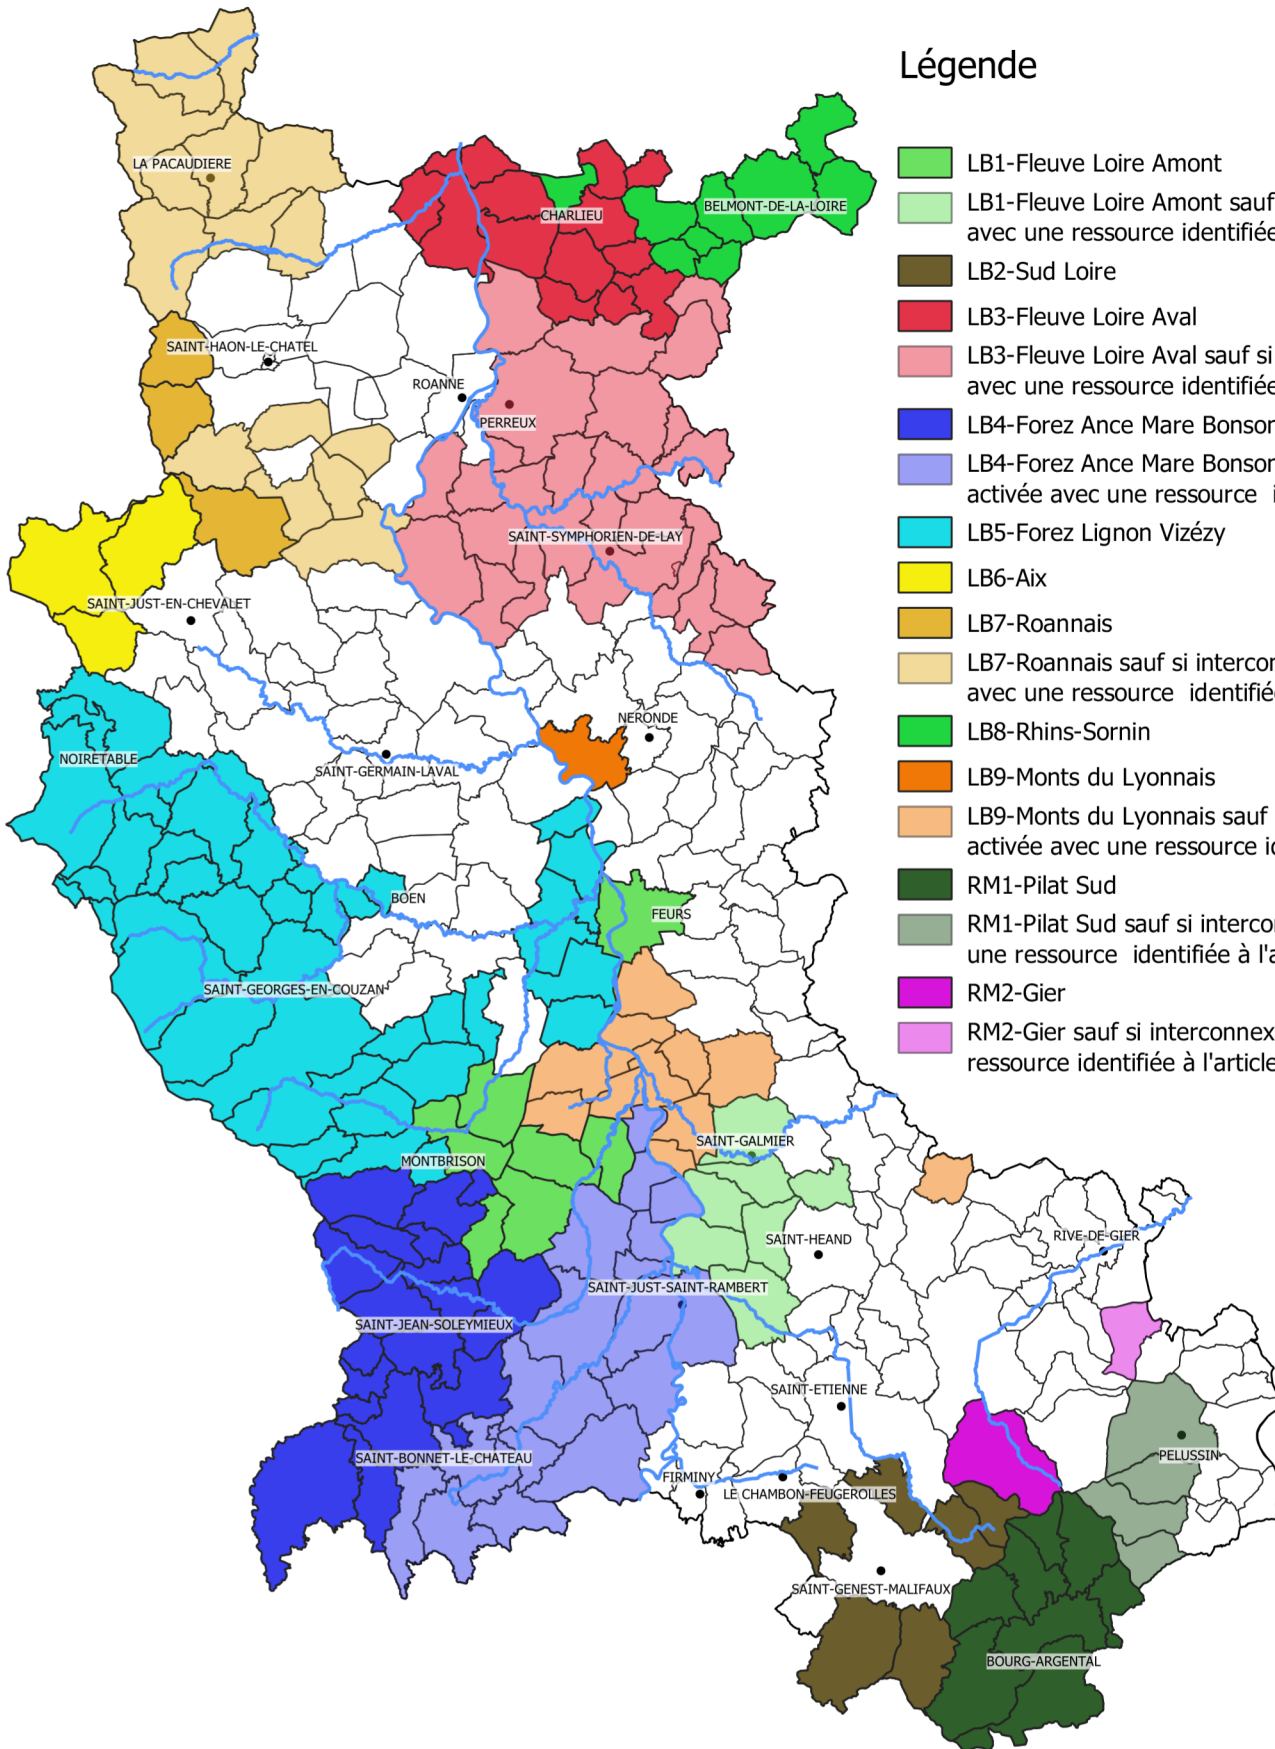 Légende
LB1-Fleuve Loire Amont
LB1-Fleuve Loire Amont sauf
avec une ressource identifiée
LB2-Sud Loire
LB3-Fleuve Loire Aval
LB3-Fleuve Loire Aval sauf si
avec une ressource identifiée
LB4-Forez Ance Mare Bonson
LB4-Forez Ance Mare Bonson
activée avec une ressource
LB5-Forez Lignon Vizézy
LB6-Aix
LB7-Roannais
LB7-Roannais sauf si
avec une ressource identifiée
LB8-Rhins-Sornin
LB9-Monts du Lyonnais
LB9-Monts du Lyonnais sauf
activée avec une ressource
RM1-Pilat Sud
RM1-Pilat Sud sauf si
une ressource identifiée à
RM2-Gier
RM2-Gier sauf si
ressource identifiée à l'article
LA PACAUDIERE
CHARLIEU
BELMONT-DE-LA-LOIRE
SAINT-HAON-LE-CHATEL
ROANNE
PERREUX
SAINT-SYMPHORIEN-DE-LAY
SAINT-JUST-EN-CHEVALET
NERONDE
NOIRETABLE
SAINT-GERMAIN-LAVAL
BOEN
FEURS
SAINT-GEORGES-EN-COUZAN
SAINT-GALMIER
MONTBRISON
RIVE-DE-GIER
SAINT-HEAND
SAINT-JUST-SAINT-RAMBERT
SAINT-JEAN-SOLEYMIEUX
SAINT-ETIENNE
PELUSSIN
SAINT-BONNET-LE-CHATEAU
FIRMINY
LE CHAMBON-FEUGEROLLES
SAINT-GENEST-MALIFAUX
BOURG-ARGENTAL